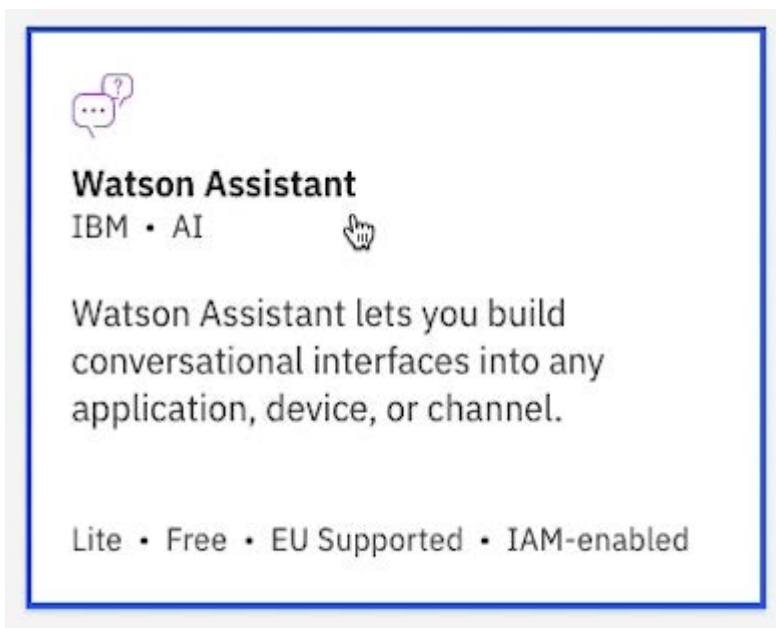 ?
Watson Assistant
IBM • AI
Watson Assistant lets you build
conversational interfaces into any
application, device, or channel.
Lite • Free • EU Supported • IAM-enabled